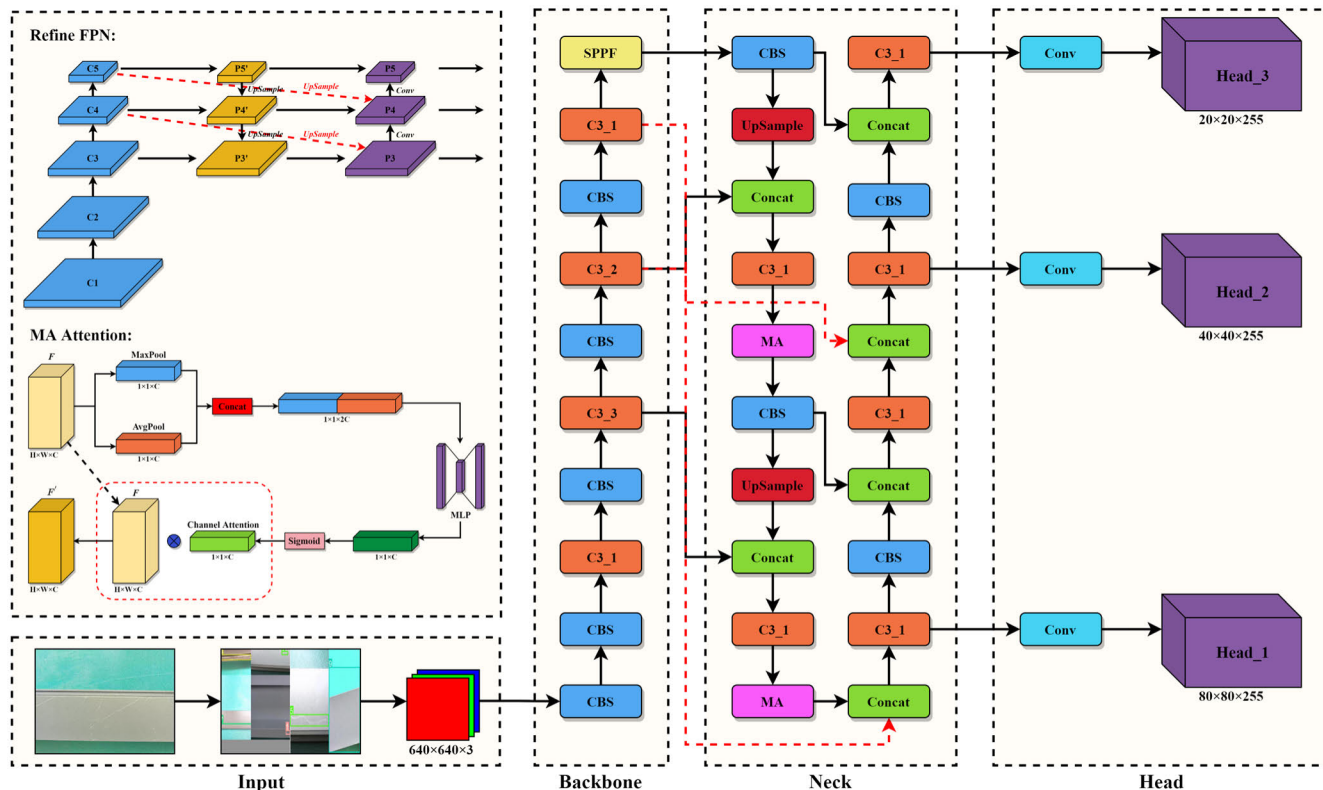 Refine FPN:
C5
P5'
P5
UpSample
UpSample
Conv
C4
P4'
P4
UpSample
UpSample
Conv
C3
P3'
P3
C2
C1
MA Attention:
F
MaxPool
1×1×C
Concat
1×1×2C
AvgPool
1×1×C
H×W×C
MLP
F'
F
Channel Attention
1×1×C
Sigmoid
1×1×C
H×W×C
H×W×C
640×640×3
Input
SPPF
C3_1
CBS
C3_2
CBS
C3_3
CBS
C3_1
CBS
CBS
Backbone
CBS
UpSample
Concat
C3_1
MA
CBS
UpSample
Concat
C3_1
MA
C3_1
Concat
CBS
C3_1
Concat
C3_1
Concat
CBS
C3_1
Concat
Neck
Conv
Head_3
20×20×255
Conv
Head_2
40×40×255
Conv
Head_1
80×80×255
Head